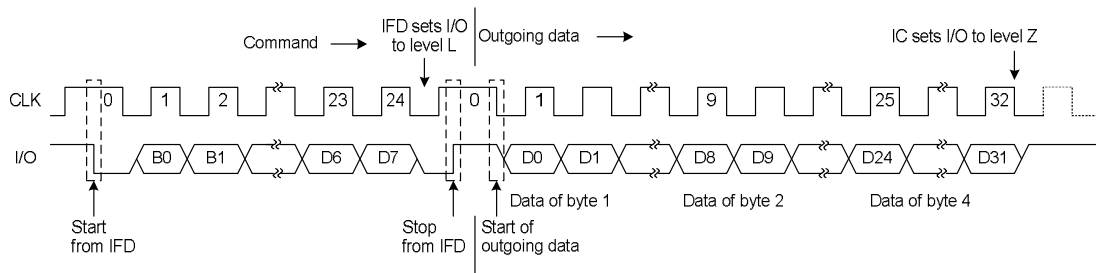 IFD sets I/O
to level L
Command
Outgoing data
IC sets I/O to level Z
CLK
0 1 2 23 24 0 1 9 25 32
I/O
B0 B1 D6 D7 D0 D1 D8 D9 D24 D31
Data of byte 1 Data of byte 2 Data of byte 4
Start
from IFD
Stop
from IFD
Start of
outgoing data